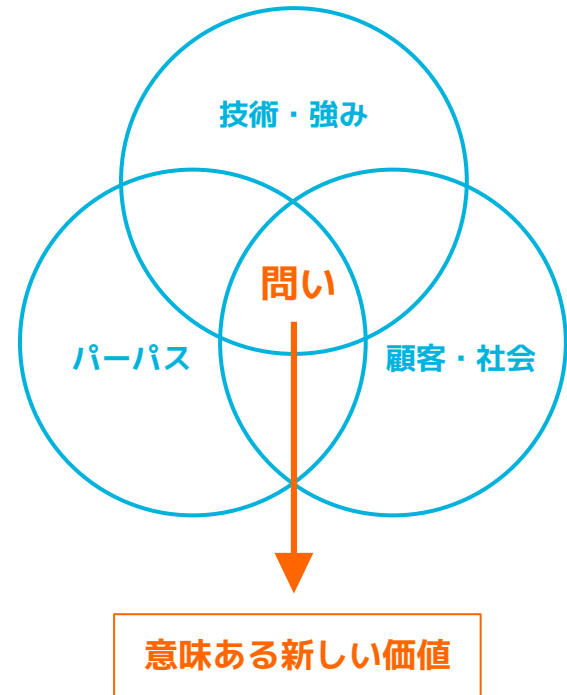 技術・強み
問い
パーパス
顧客・社会
意味ある新しい価値